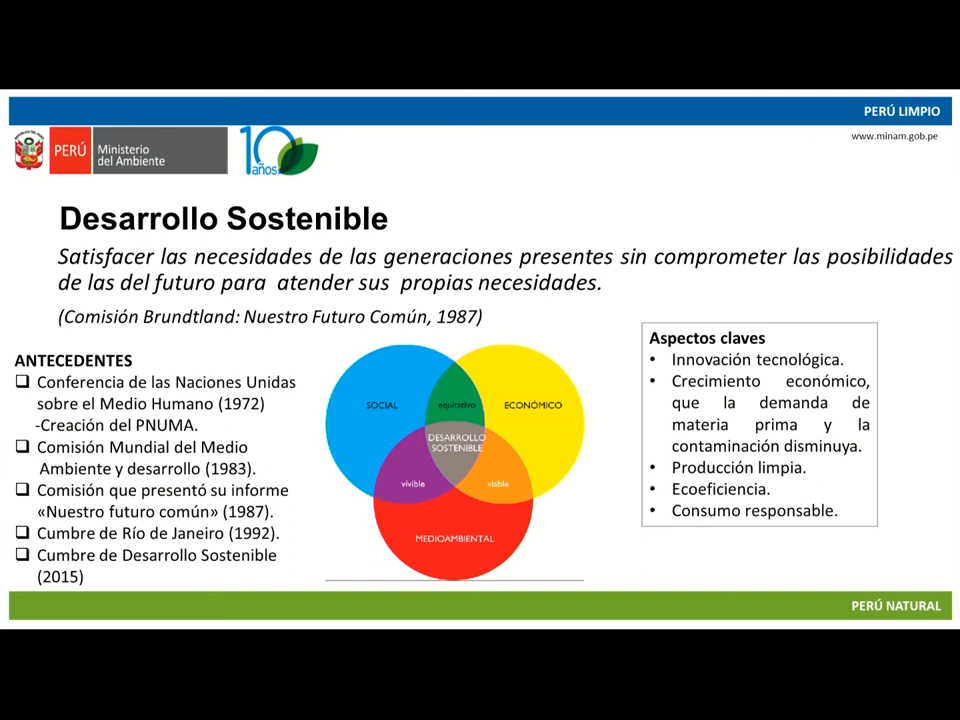 PERÚ LIMPIO
PERÚ
Ministerio
del Ambiente
10
años
www.minam.gob.pe
Desarrollo Sostenible
Satisfacer las necesidades de las generaciones presentes sin comprometer las posibilidades
de las del futuro para atender sus propias necesidades.
(Comisión Brundtland: Nuestro Futuro Común, 1987)
ANTECEDENTES
Conferencia de las Naciones Unidas
sobre el Medio Humano (1972)
-Creación del PNUMA.
Comisión Mundial del Medio
Ambiente y desarrollo (1983).
Comisión que presentó su informe
«Nuestro futuro común» (1987).
Cumbre de Río de Janeiro (1992).
Cumbre de Desarrollo Sostenible
(2015)
SOCIAL
equitativo
ECONÓMICO
DESARROLLO
SOSTENIBLE
vivible
viable
MEDIOAMBIENTAL
Aspectos claves
• Innovación tecnológica.
• Crecimiento económico,
que la demanda de
materia prima y la
contaminación disminuya.
• Producción limpia.
• Ecoeficiencia.
• Consumo responsable.
PERÚ NATURAL